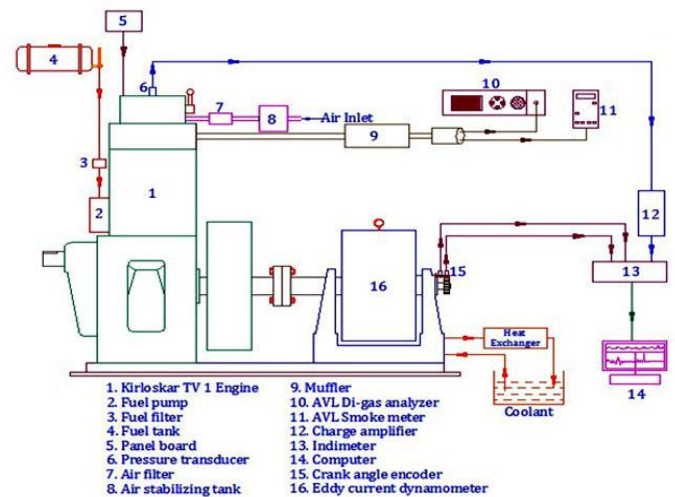 5
4
6
7
8
Air Inlet
10
11
9
3
1
2
12
16
15
13
Heat
Exchanger
Coolant
14
1. Kirloskar TV 1 Engine
2. Fuel pump
3. Fuel filter
4. Fuel tank
5. Panel board
6. Pressure transducer
7. Air filter
8. Air stabilizing tank
9. Muffler
10. AVL Di-gas analyzer
11. AVL Smoke meter
12. Charge amplifier
13. Indimeter
14. Computer
15. Crank angle encoder
16. Eddy current dynamometer